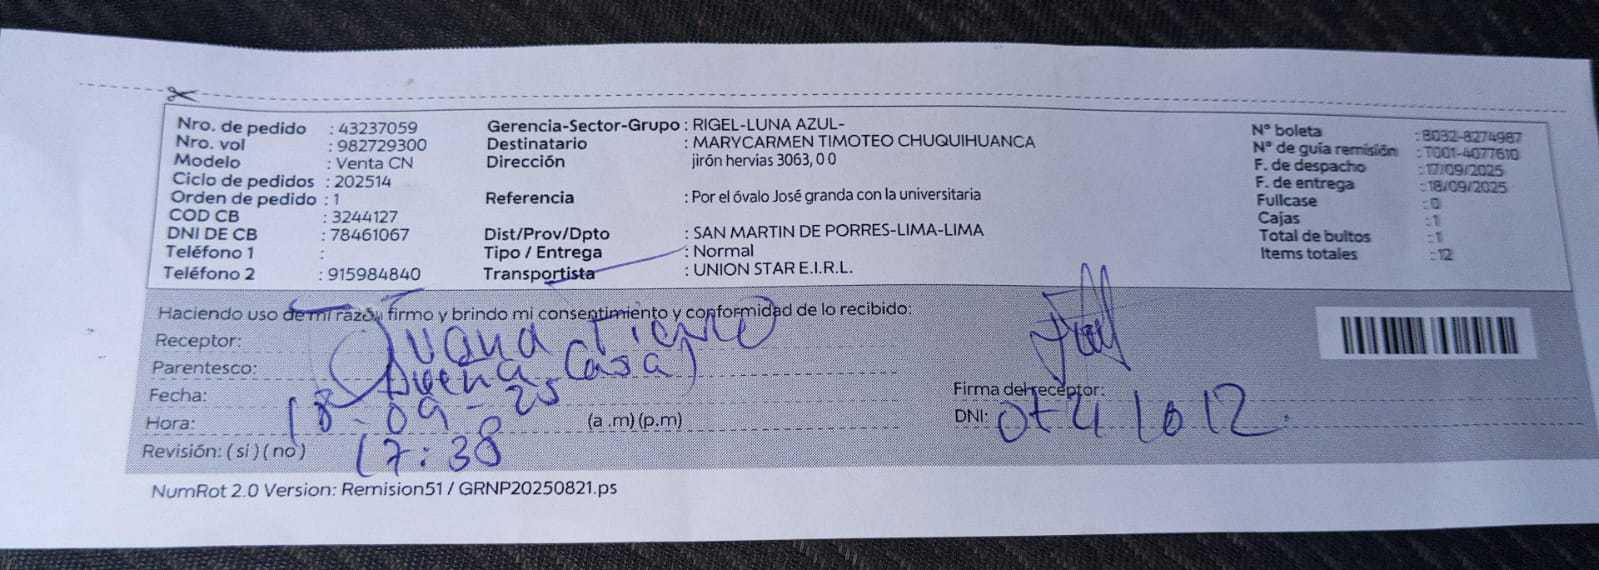 Nro. de pedido : 43237059
Nro. vol : 982729300
Modelo : Venta CN
Ciclo de pedidos : 202514
Orden de pedido : 1
COD CB : 3244127
DNI DE CB : 78461067
Teléfono 1 :
Teléfono 2 : 915984840
Gerencia-Sector-Grupo : RIGEL-LUNA AZUL-
Destinatario : MARYCARMEN TIMOTEO CHUQUIHUANCA
Dirección jirón hervias 3063, 0 0
Referencia : Por el óvalo José granda con la universitaria
Dist/Prov/Dpto : SAN MARTIN DE PORRES-LIMA-LIMA
Tipo / Entrega : Normal
Transportista : UNION STAR E.I.R.L.
N° boleta : B032-8274987
N° de guía remisión : T001-4077610
F. de despacho : 17/09/2025
F. de entrega : 18/09/2025
Fullcase : 0
Cajas : 1
Total de bultos : 1
Items totales : 12
Haciendo uso de mi razón firmo y brindo mi consentimiento y conformidad de lo recibido:
Receptor: Juana
Parentesco: Dueña Casa
Fecha: 18-09-25
Hora: 17:38 (a .m) (p.m)
Revisión: ( si ) ( no )
Firma del receptor:
DNI:
NumRot 2.0 Version: Remision51 / GRNP20250821.ps